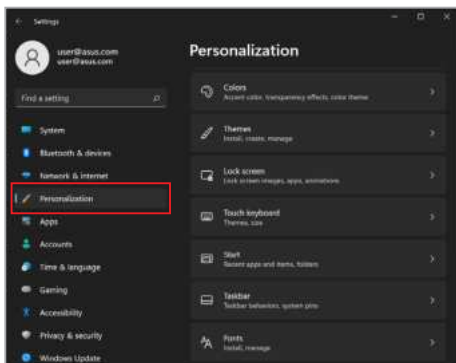 Settings
user@asus.com
user@asus.com
Find a setting
System
Bluetooth & devices
Network & internet
Personalization
Apps
Accounts
Time & language
Gaming
Accessibility
Privacy & security
Windows Update
Personalization
Colors
Accent color, transparency effects, color theme
Themes
Install, create, manage
Lock screen
Lock screen images, apps, animations
Touch keyboard
Themes, size
Start
Recent apps and items, folders
Taskbar
Taskbar behaviors, system pins
Fonts
Install, manage